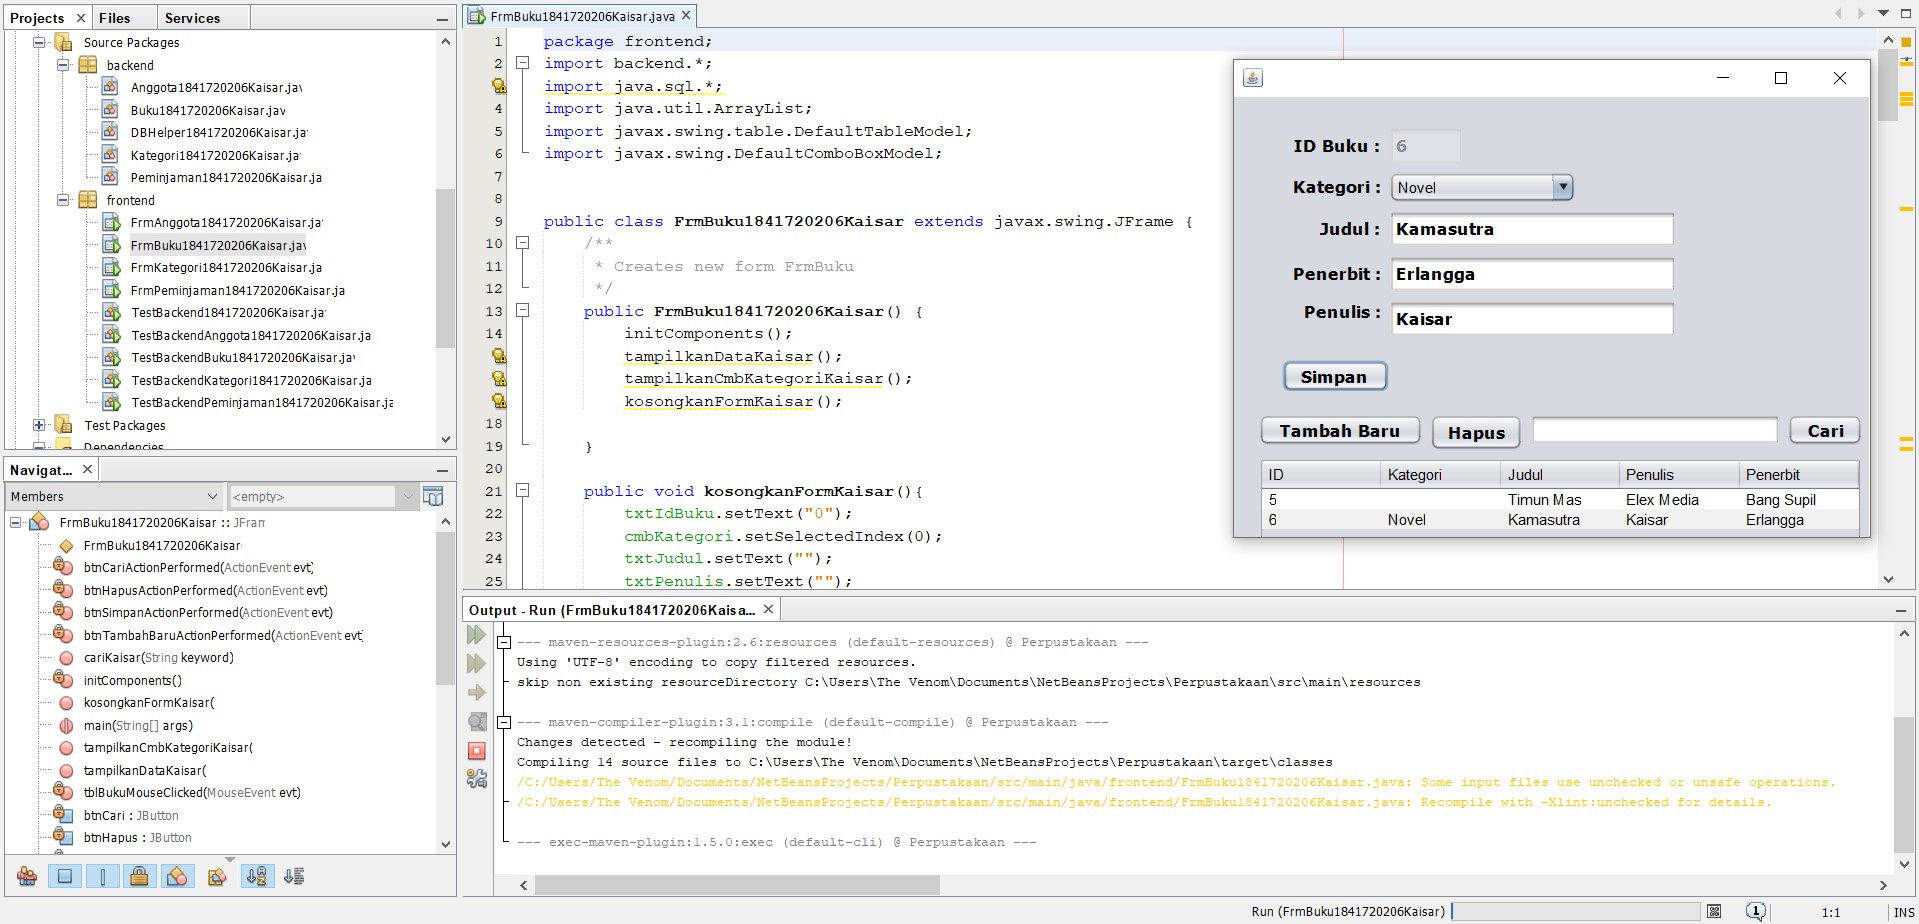 Projects
Files
Services
Source Packages
backend
Anggota1841720206Kaisar.jav
Buku1841720206Kaisar.jav
DBHelper1841720206Kaisar.ja
Kategori1841720206Kaisar.ja
Peminjaman1841720206Kaisar.ja
frontend
FrmAnggota1841720206Kaisar.ja
FrmBuku1841720206Kaisar.jav
FrmKategori1841720206Kaisar.ja
FrmPeminjaman1841720206Kaisar.ja
TestBackend1841720206Kaisar.ja
TestBackendAnggota1841720206Kaisar.ja
TestBackendBuku1841720206Kaisar.jav
TestBackendKategori1841720206Kaisar.ja
TestBackendPeminjaman1841720206Kaisar.ja
Test Packages
Dependencies
Navigat...
Members
<empty>
FrmBuku1841720206Kaisar :: JFram
FrmBuku1841720206Kaisar
btnCariActionPerformed(ActionEvent evt)
btnHapusActionPerformed(ActionEvent evt)
btnSimpanActionPerformed(ActionEvent evt)
btnTambahBaruActionPerformed(ActionEvent evt)
cariKaisar(String keyword)
initComponents()
kosongkanFormKaisar(
main(String[] args)
tampilkanCmbKategoriKaisar(
tampilkanDataKaisar(
tblBukuMouseClicked(MouseEvent evt)
btnCari : JButton
btnHapus : JButton
FrmBuku1841720206Kaisar.java
1 package frontend;
2 import backend.*;
import java.sql.*;
4 import java.util.ArrayList;
5 import javax.swing.table.DefaultTableModel;
6 import javax.swing.DefaultComboBoxModel;
7
8
9 public class FrmBuku1841720206Kaisar extends javax.swing.JFrame {
10 /**
11 * Creates new form FrmBuku
12 */
13 public FrmBuku1841720206Kaisar() {
14 initComponents();
tampilkanDataKaisar();
tampilkanCmbKategoriKaisar();
kosongkanFormKaisar();
18
19 }
20
21 public void kosongkanFormKaisar(){
22 txtIdBuku.setText("0");
23 cmbKategori.setSelectedIndex(0);
24 txtJudul.setText("");
25 txtPenulis.setText("");
ID Buku : 6
Kategori : Novel
Judul : Kamasutra
Penerbit : Erlangga
Penulis : Kaisar
Simpan
Tambah Baru Hapus Cari
ID Kategori Judul Penulis Penerbit
5 Timun Mas Elex Media Bang Supil
6 Novel Kamasutra Kaisar Erlangga
Output - Run (FrmBuku1841720206Kaisa...
--- maven-resources-plugin:2.6:resources (default-resources) @ Perpustakaan ---
Using 'UTF-8' encoding to copy filtered resources.
skip non existing resourceDirectory C:\Users\The Venom\Documents\NetBeansProjects\Perpustakaan\src\main\resources
--- maven-compiler-plugin:3.1:compile (default-compile) @ Perpustakaan ---
Changes detected - recompiling the module!
Compiling 14 source files to C:\Users\The Venom\Documents\NetBeansProjects\Perpustakaan\target\classes
/C:/Users/The Venom/Documents/NetBeansProjects/Perpustakaan/src/main/java/frontend/FrmBuku1841720206Kaisar.java: Some input files use unchecked or unsafe operations.
/C:/Users/The Venom/Documents/NetBeansProjects/Perpustakaan/src/main/java/frontend/FrmBuku1841720206Kaisar.java: Recompile with -Xlint:unchecked for details.
--- exec-maven-plugin:1.5.0:exec (default-cli) @ Perpustakaan ---
Run (FrmBuku1841720206Kaisar)
1
1:1
INS